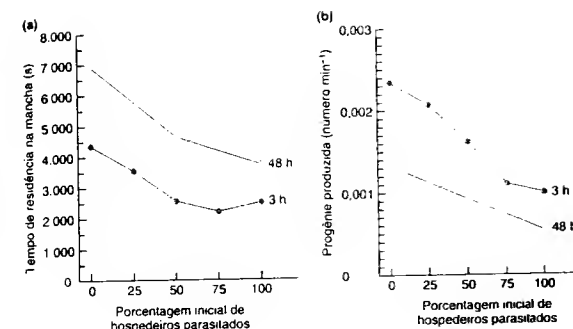 (a)
8.000
7 000
6 000
5 000
4 000
3 000
2 000
1 000
0
Tempo de residência na mancha (s)
48 h
3 h
0 25 50 75 100
Porcentagem inicial de
hospedeiros parasitados
(b)
0,003
0,002
0,001
0
Progênie produzida (número min⁻¹)
3 h
48 h
0 25 50 75 100
Porcentagem inicial de
hospedeiros parasitados